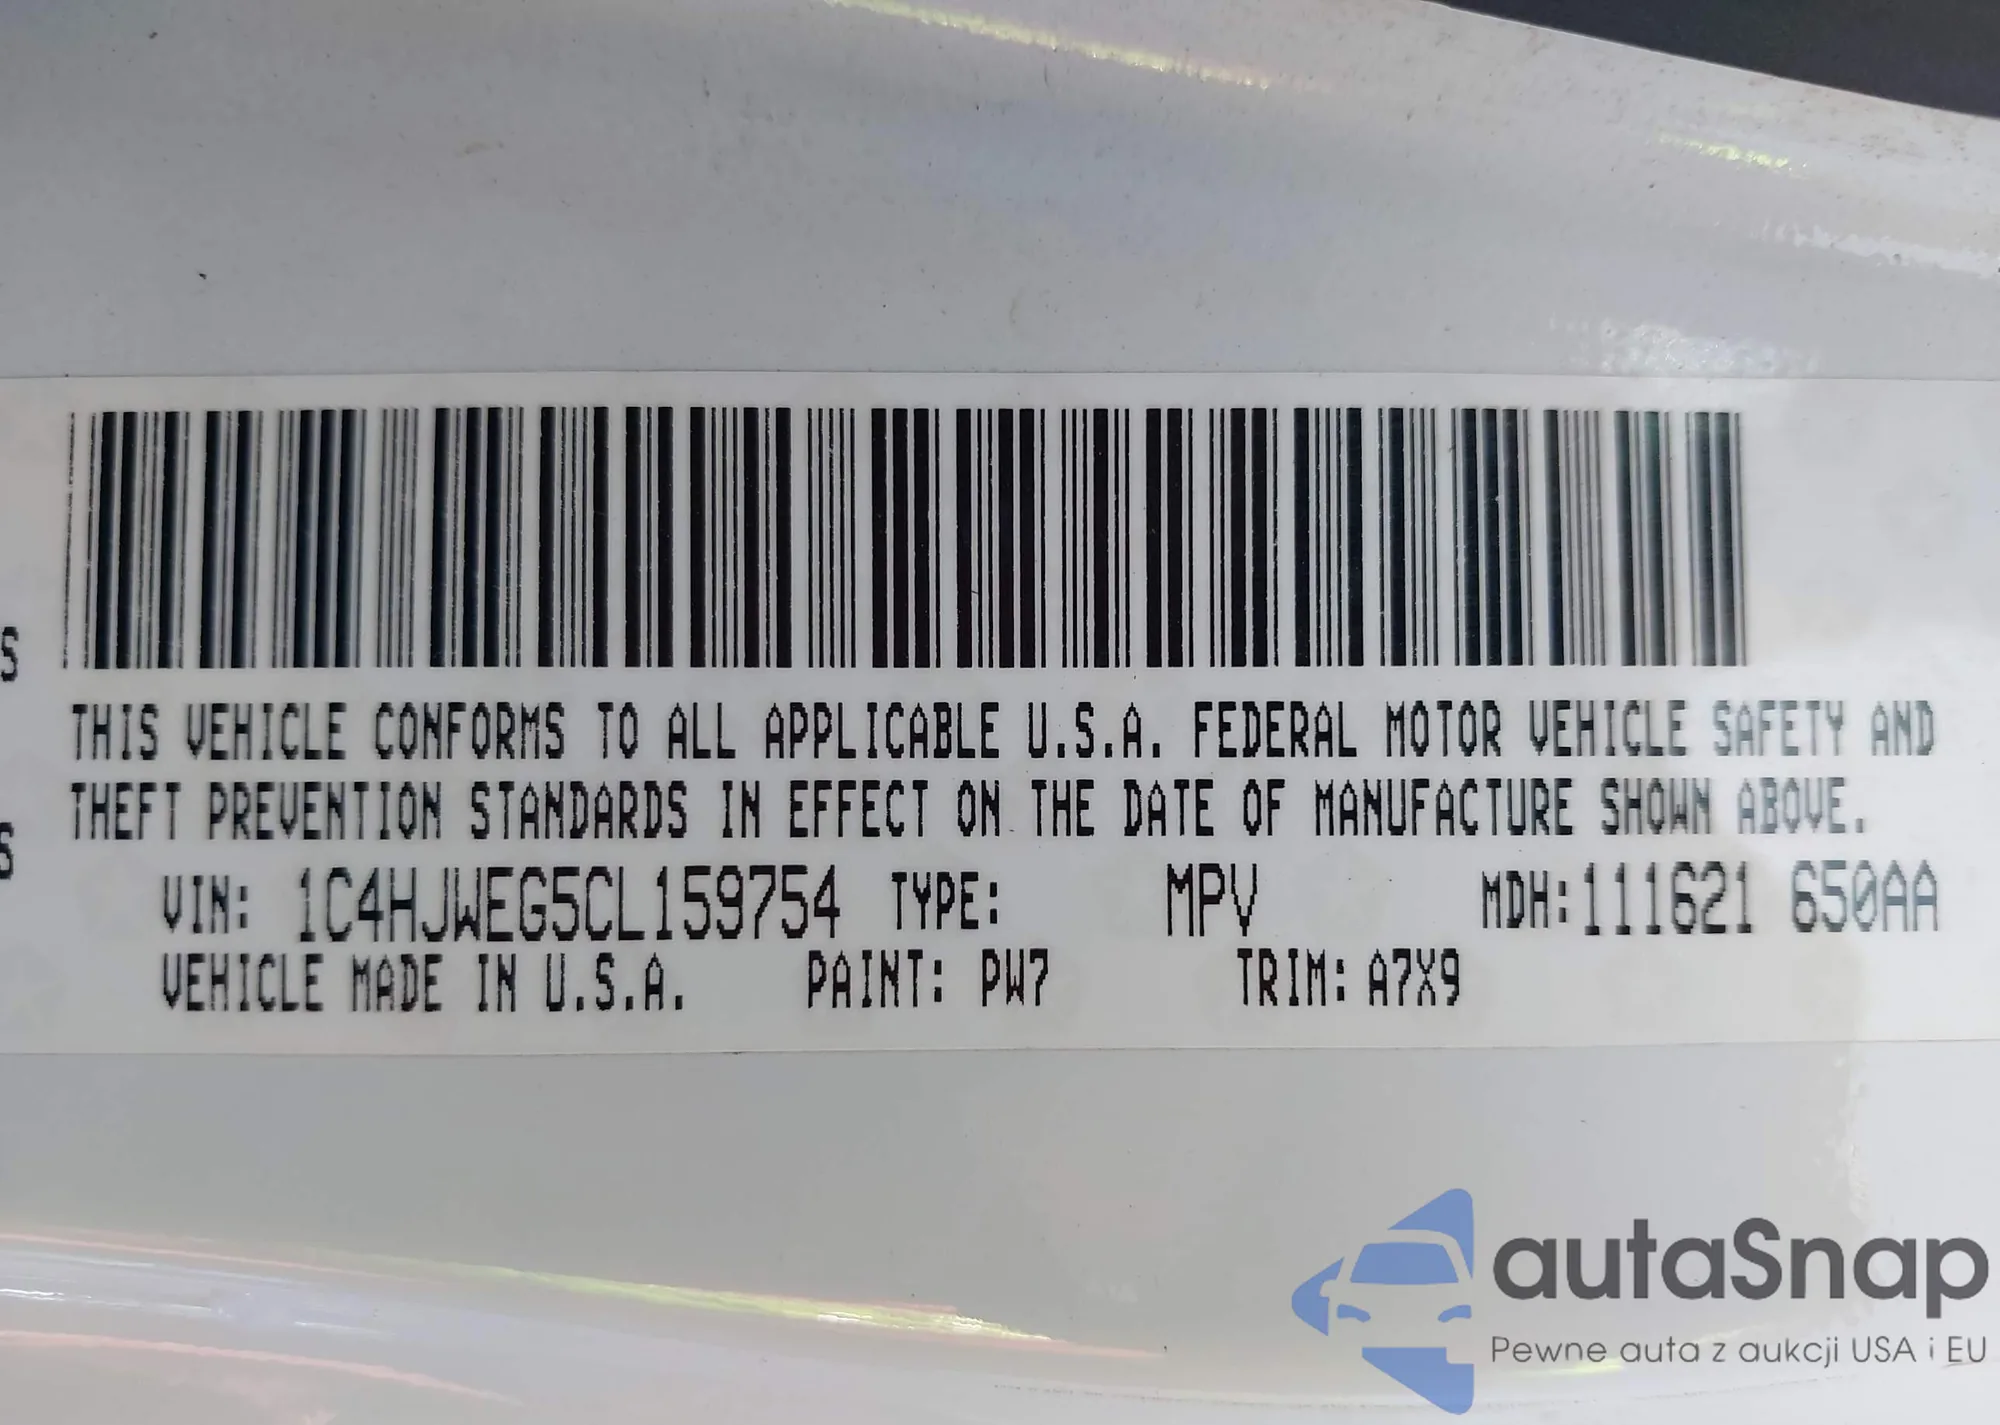 S
S
THIS VEHICLE CONFORMS TO ALL APPLICABLE U.S.A. FEDERAL MOTOR VEHICLE SAFETY AND
THEFT PREVENTION STANDARDS IN EFFECT ON THE DATE OF MANUFACTURE SHOWN ABOVE.
VIN: 1C4HJWEG5CL159754 TYPE: MPV MDH:111621 650AA
VEHICLE MADE IN U.S.A. PAINT: PW7 TRIM: A7X9
autaSnap
Pewne auta z aukcji USA i EU